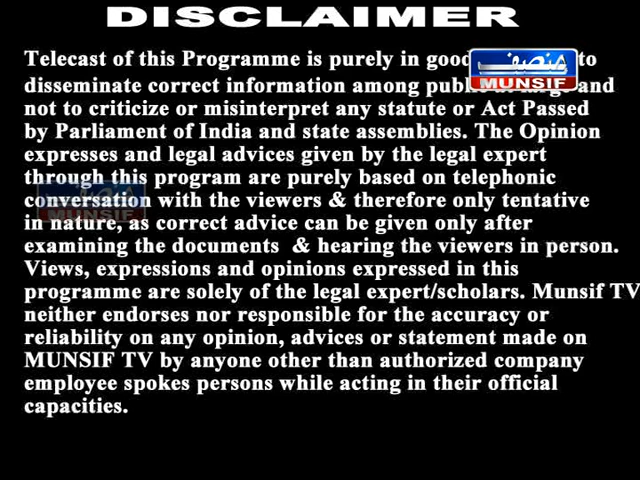 DISCLAIMER
Telecast of this Programme is purely in good to
disseminate correct information among and
not to criticize or misinterpret any statute or Act Passed
by Parliament of India and state assemblies. The Opinion
expresses and legal advices given by the legal expert
through this program are purely based on telephonic
conversation with the viewers & therefore only tentative
in nature, as correct advice can be given only after
examining the documents & hearing the viewers in person.
Views, expressions and opinions expressed in this
programme are solely of the legal expert/scholars. Munsif TV
neither endorses nor responsible for the accuracy or
reliability on any opinion, advices or statement made on
MUNSIF TV by anyone other than authorized company
employee spokes persons while acting in their official
capacities.
منصف
MUNSIF
MUNSIF